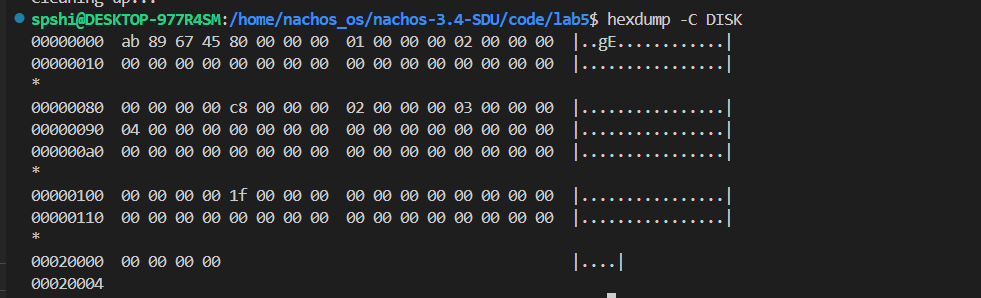 Cleaning up...
spshi@DESKTOP-977R4SM:/home/nachos_os/nachos-3.4-SDU/code/lab5$ hexdump -C DISK
00000000  ab 89 67 45 80 00 00 00  01 00 00 00 02 00 00 00  |..gE............|
00000010  00 00 00 00 00 00 00 00  00 00 00 00 00 00 00 00  |................|
*
00000080  00 00 00 00 c8 00 00 00  02 00 00 00 03 00 00 00  |................|
00000090  04 00 00 00 00 00 00 00  00 00 00 00 00 00 00 00  |................|
000000a0  00 00 00 00 00 00 00 00  00 00 00 00 00 00 00 00  |................|
*
00000100  00 00 00 00 1f 00 00 00  00 00 00 00 00 00 00 00  |................|
00000110  00 00 00 00 00 00 00 00  00 00 00 00 00 00 00 00  |................|
*
00020000  00 00 00 00                                       |....|
00020004